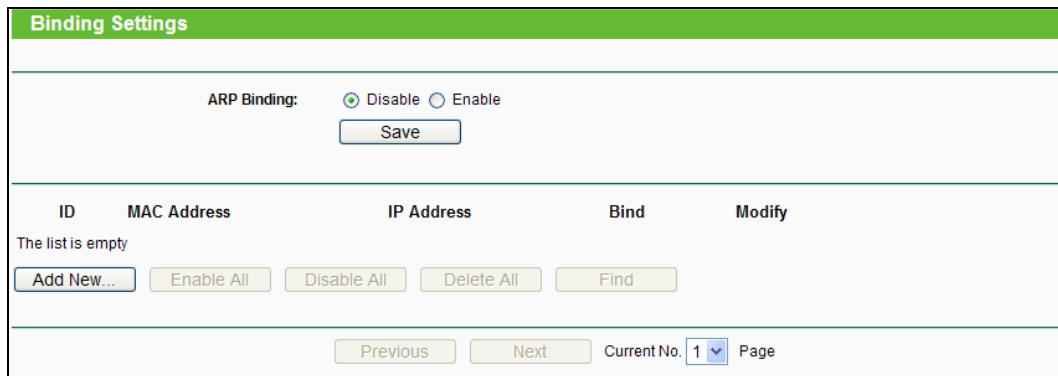 Binding Settings
ARP Binding: Disable Enable
Save
ID MAC Address IP Address Bind Modify
The list is empty
Add New... Enable All Disable All Delete All Find
Previous Next Current No. 1 Page